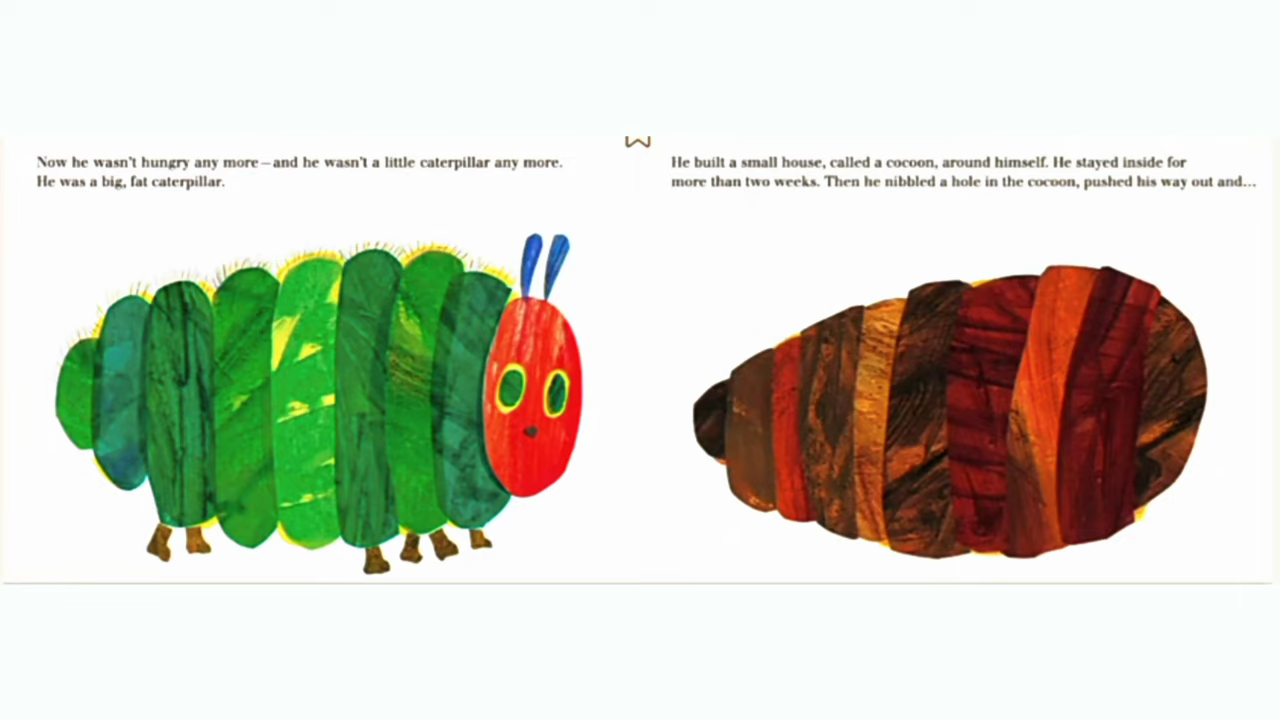 Now he wasn't hungry any more – and he wasn't a little caterpillar any more.
He was a big, fat caterpillar.
He built a small house, called a cocoon, around himself. He stayed inside for
more than two weeks. Then he nibbled a hole in the cocoon, pushed his way out and...